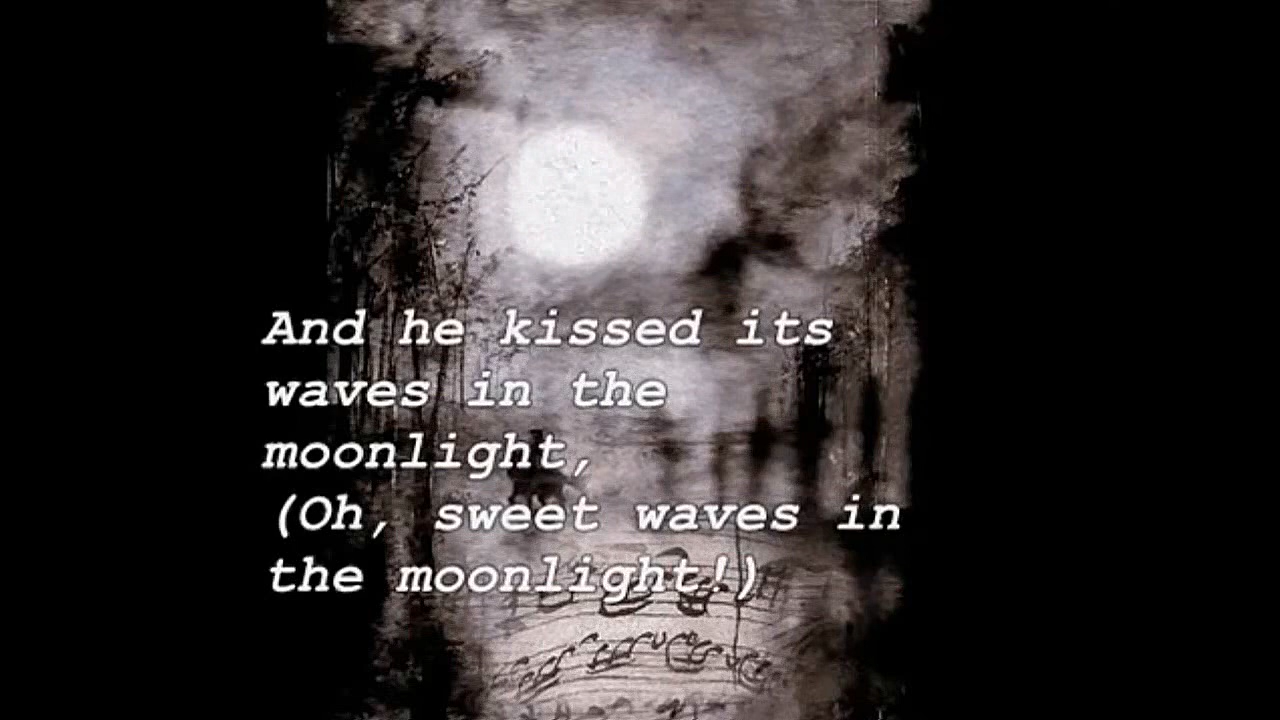 And he kissed its
waves in the
moonlight,
(Oh, sweet waves in
the moonlight!)